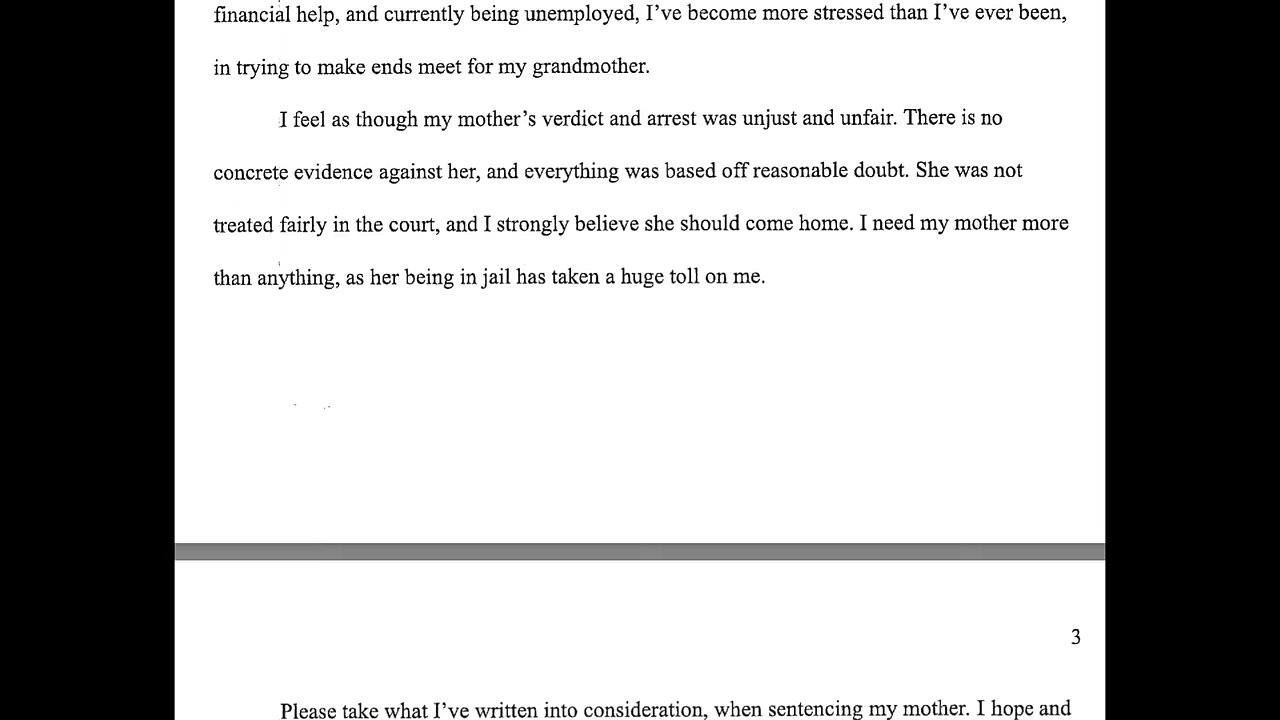 financial help, and currently being unemployed, I've become more stressed than I've ever been,
in trying to make ends meet for my grandmother.
I feel as though my mother's verdict and arrest was unjust and unfair. There is no
concrete evidence against her, and everything was based off reasonable doubt. She was not
treated fairly in the court, and I strongly believe she should come home. I need my mother more
than anything, as her being in jail has taken a huge toll on me.
3
Please take what I've written into consideration, when sentencing my mother. I hope and